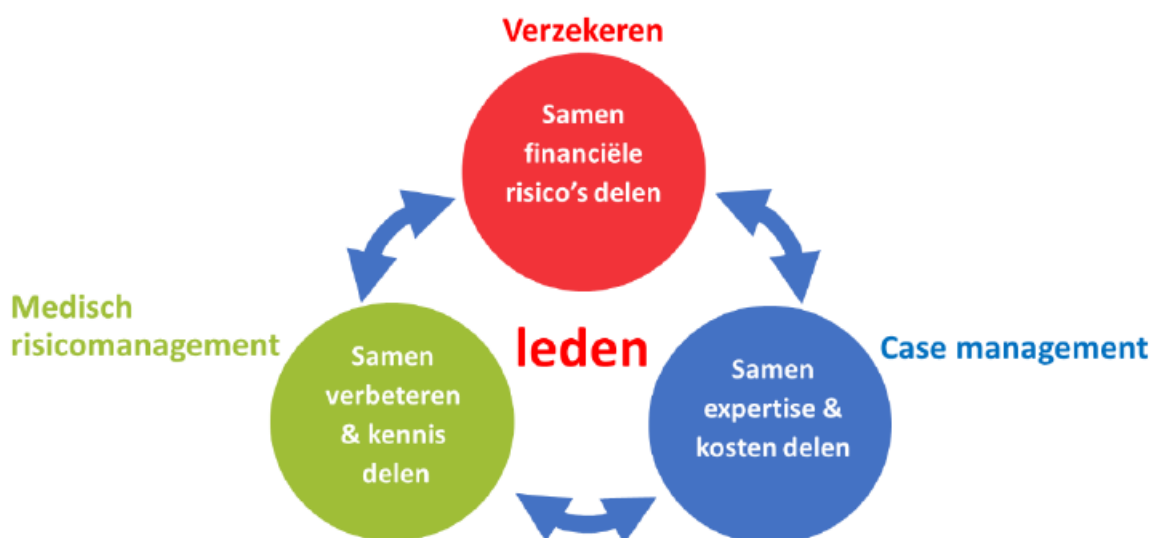 Verzekeren
Samen
financiële
risico’s delen
Medisch
risicomanagement
leden
Case management
Samen
verbeteren
& kennis
delen
Samen
expertise &
kosten delen